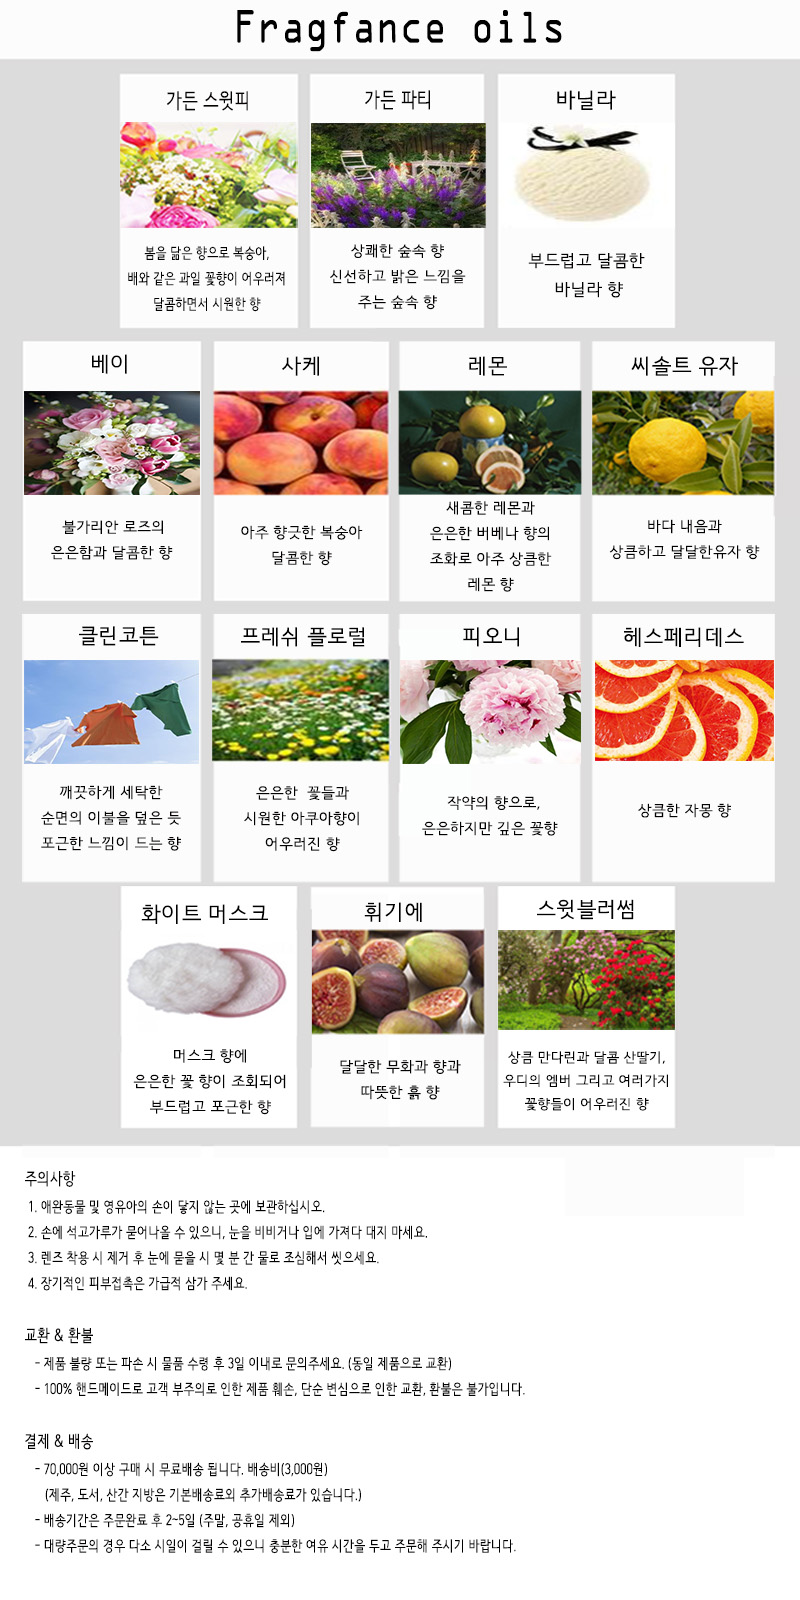 Fragfance oils
가든 스윗피
봄을 닮은 향으로 복숭아,
배와 같은 과일 꽃향이 어우러져
달콤하면서 시원한 향
가든 파티
상쾌한 숲속 향
신선하고 밝은 느낌을
주는 숲속 향
바닐라
부드럽고 달콤한
바닐라 향
베이
불가리안 로즈의
은은함과 달콤한 향
사케
아주 향긋한 복숭아
달콤한 향
레몬
새콤한 레몬과
은은한 버베나 향의
조화로 아주 상큼한
레몬 향
씨솔트 유자
바다 내음과
상큼하고 달달한유자 향
클린코튼
깨끗하게 세탁한
순면의 이불을 덮은 듯
포근한 느낌이 드는 향
프레쉬 플로럴
은은한 꽃들과
시원한 아쿠아향이
어우러진 향
피오니
작약의 향으로,
은은하지만 깊은 꽃향
헤스페리데스
상큼한 자몽 향
화이트 머스크
머스크 향에
은은한 꽃 향이 조회되어
부드럽고 포근한 향
휘기에
달달한 무화과 향과
따뜻한 흙 향
스윗블러썸
상큼 만다린과 달콤 산딸기,
우디의 엠버 그리고 여러가지
꽃향들이 어우러진 향
주의사항
1. 애완동물 및 영유아의 손이 닿지 않는 곳에 보관하십시오.
2. 손에 석고가루가 묻어나올 수 있으니, 눈을 비비거나 입에 가져다 대지 마세요.
3. 렌즈 착용 시 제거 후 눈에 묻을 시 몇 분 간 물로 조심해서 씻으세요.
4. 장기적인 피부접촉은 가급적 삼가 주세요.
교환 & 환불
- 제품 불량 또는 파손 시 물품 수령 후 3일 이내로 문의주세요. (동일 제품으로 교환)
- 100% 핸드메이드로 고객 부주의로 인한 제품 훼손, 단순 변심으로 인한 교환, 환불은 불가입니다.
결제 & 배송
- 70,000원 이상 구매 시 무료배송 됩니다. 배송비(3,000원)
(제주, 도서, 산간 지방은 기본배송료외 추가배송료가 있습니다.)
- 배송기간은 주문완료 후 2~5일 (주말, 공휴일 제외)
- 대량주문의 경우 다소 시일이 걸릴 수 있으니 충분한 여유 시간을 두고 주문해 주시기 바랍니다.